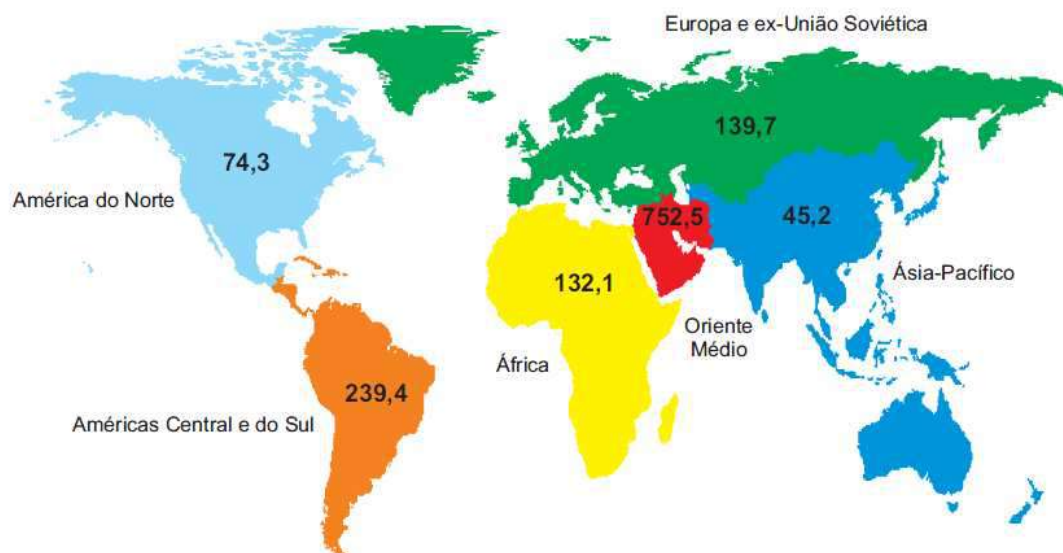 Europa e ex-União Soviética
139,7
74,3
América do Norte
752,5
45,2
Ásia-Pacífico
132,1
Oriente
Médio
África
239,4
Américas Central e do Sul